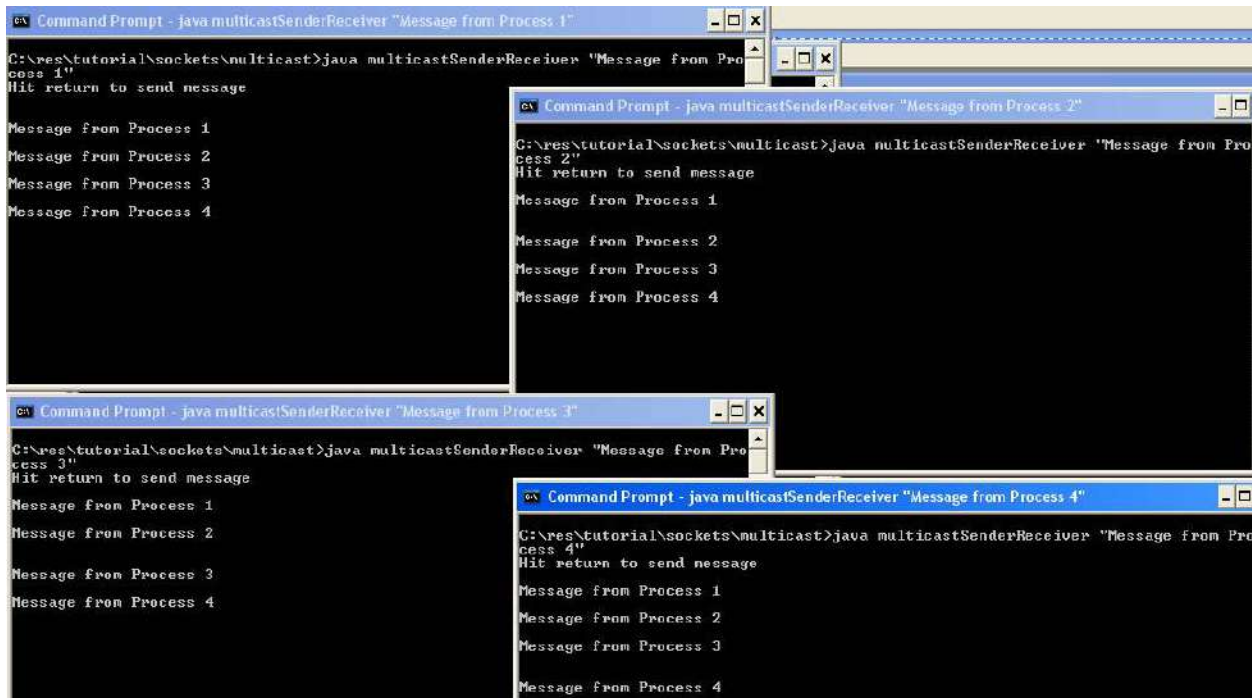 Command Prompt - java multicastSenderReceiver "Message from Process 1"
C:\res\tutorial\sockets\multicast>java multicastSenderReceiver "Message from Pro
cess 1"
Hit return to send message
Message from Process 1
Message from Process 2
Message from Process 3
Message from Process 4
Command Prompt - java multicastSenderReceiver "Message from Process 2"
C:\res\tutorial\sockets\multicast>java multicastSenderReceiver "Message from Pro
cess 2"
Hit return to send message
Message from Process 1
Message from Process 2
Message from Process 3
Message from Process 4
Command Prompt - java multicastSenderReceiver "Message from Process 3"
C:\res\tutorial\sockets\multicast>java multicastSenderReceiver "Message from Pro
cess 3"
Hit return to send message
Message from Process 1
Message from Process 2
Message from Process 3
Message from Process 4
Command Prompt - java multicastSenderReceiver "Message from Process 4"
C:\res\tutorial\sockets\multicast>java multicastSenderReceiver "Message from Pro
cess 4"
Hit return to send message
Message from Process 1
Message from Process 2
Message from Process 3
Message from Process 4